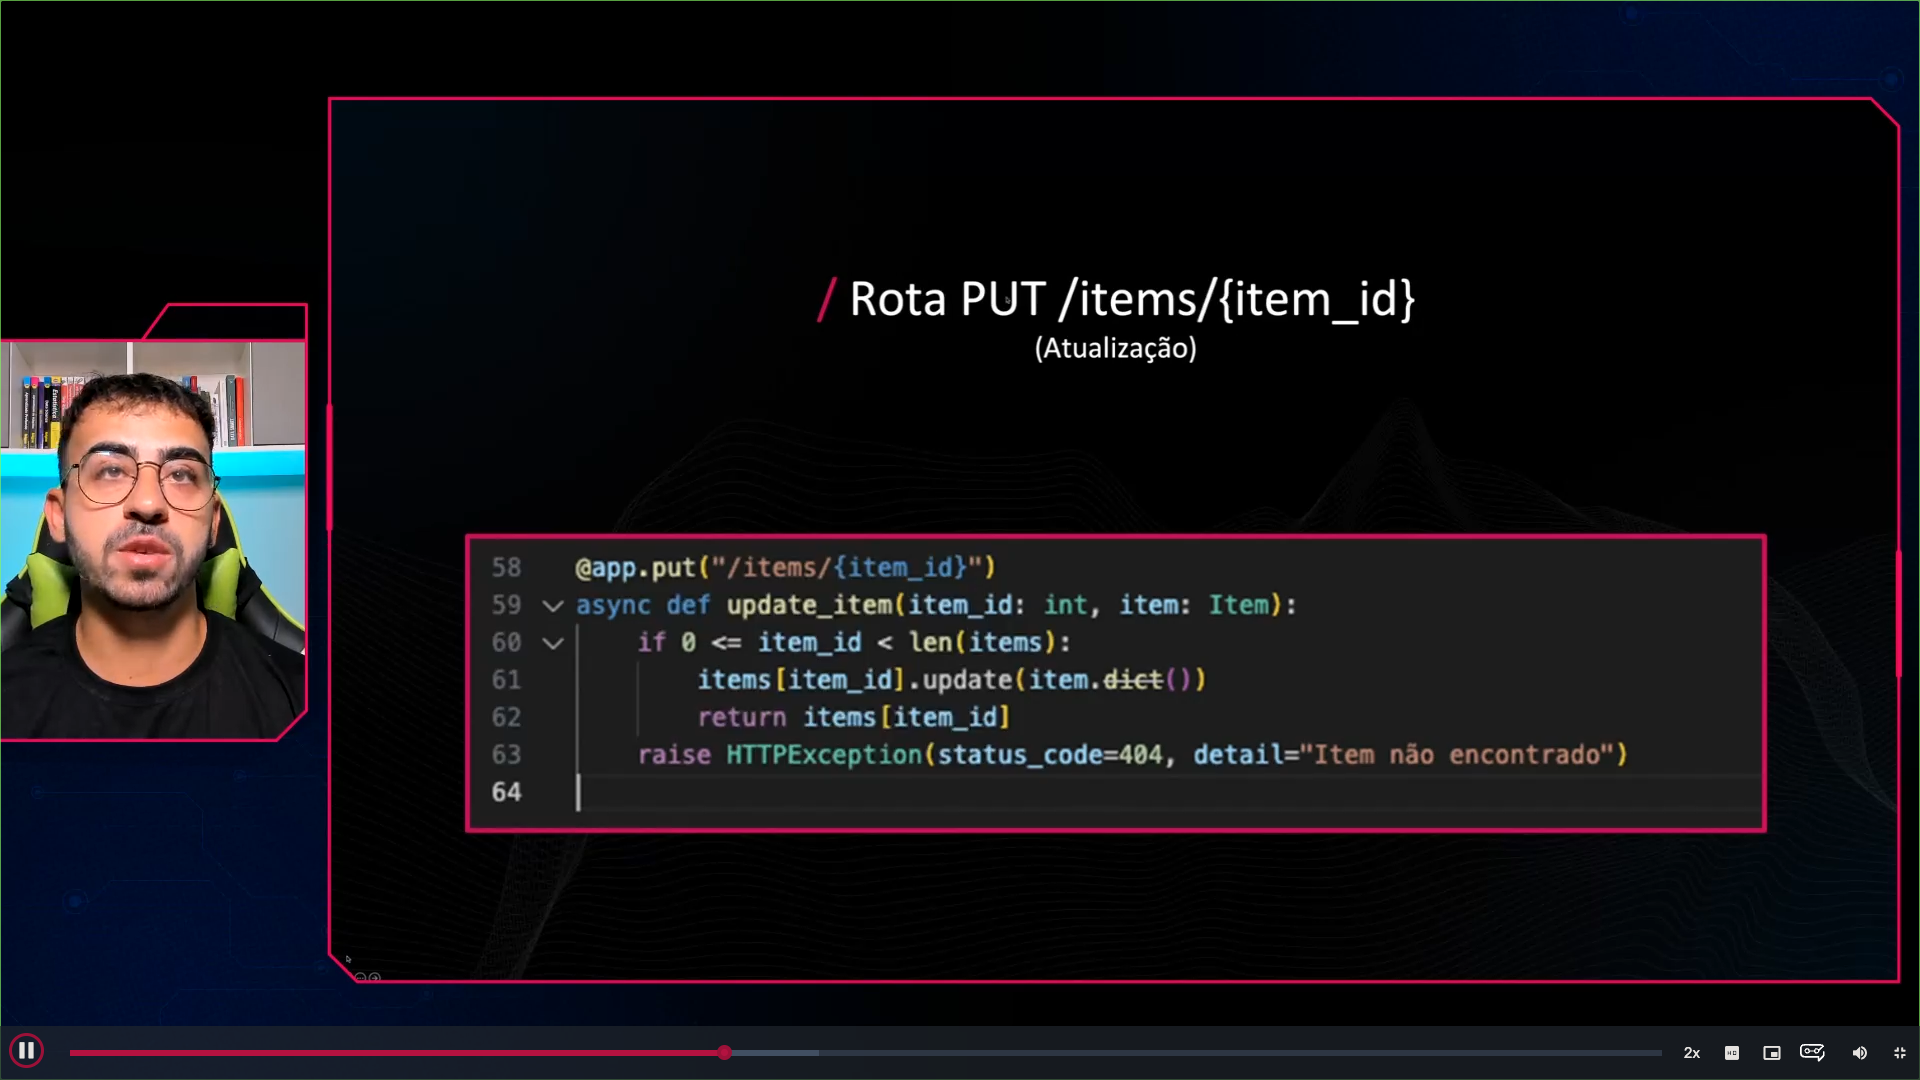 / Rota PUT /items/{item_id}
(Atualização)
58 @app.put("/items/{item_id}")
59 async def update_item(item_id: int, item: Item):
60 if 0 <= item_id < len(items):
61 items[item_id].update(item.dict())
62 return items[item_id]
63 raise HTTPException(status_code=404, detail="Item não encontrado")
64
2x
HD